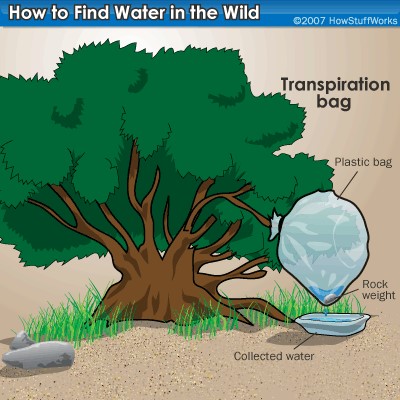 How to Find Water in the Wild
©2007 HowStuffWorks
Transpiration
bag
Plastic bag
Rock
weight
Collected water